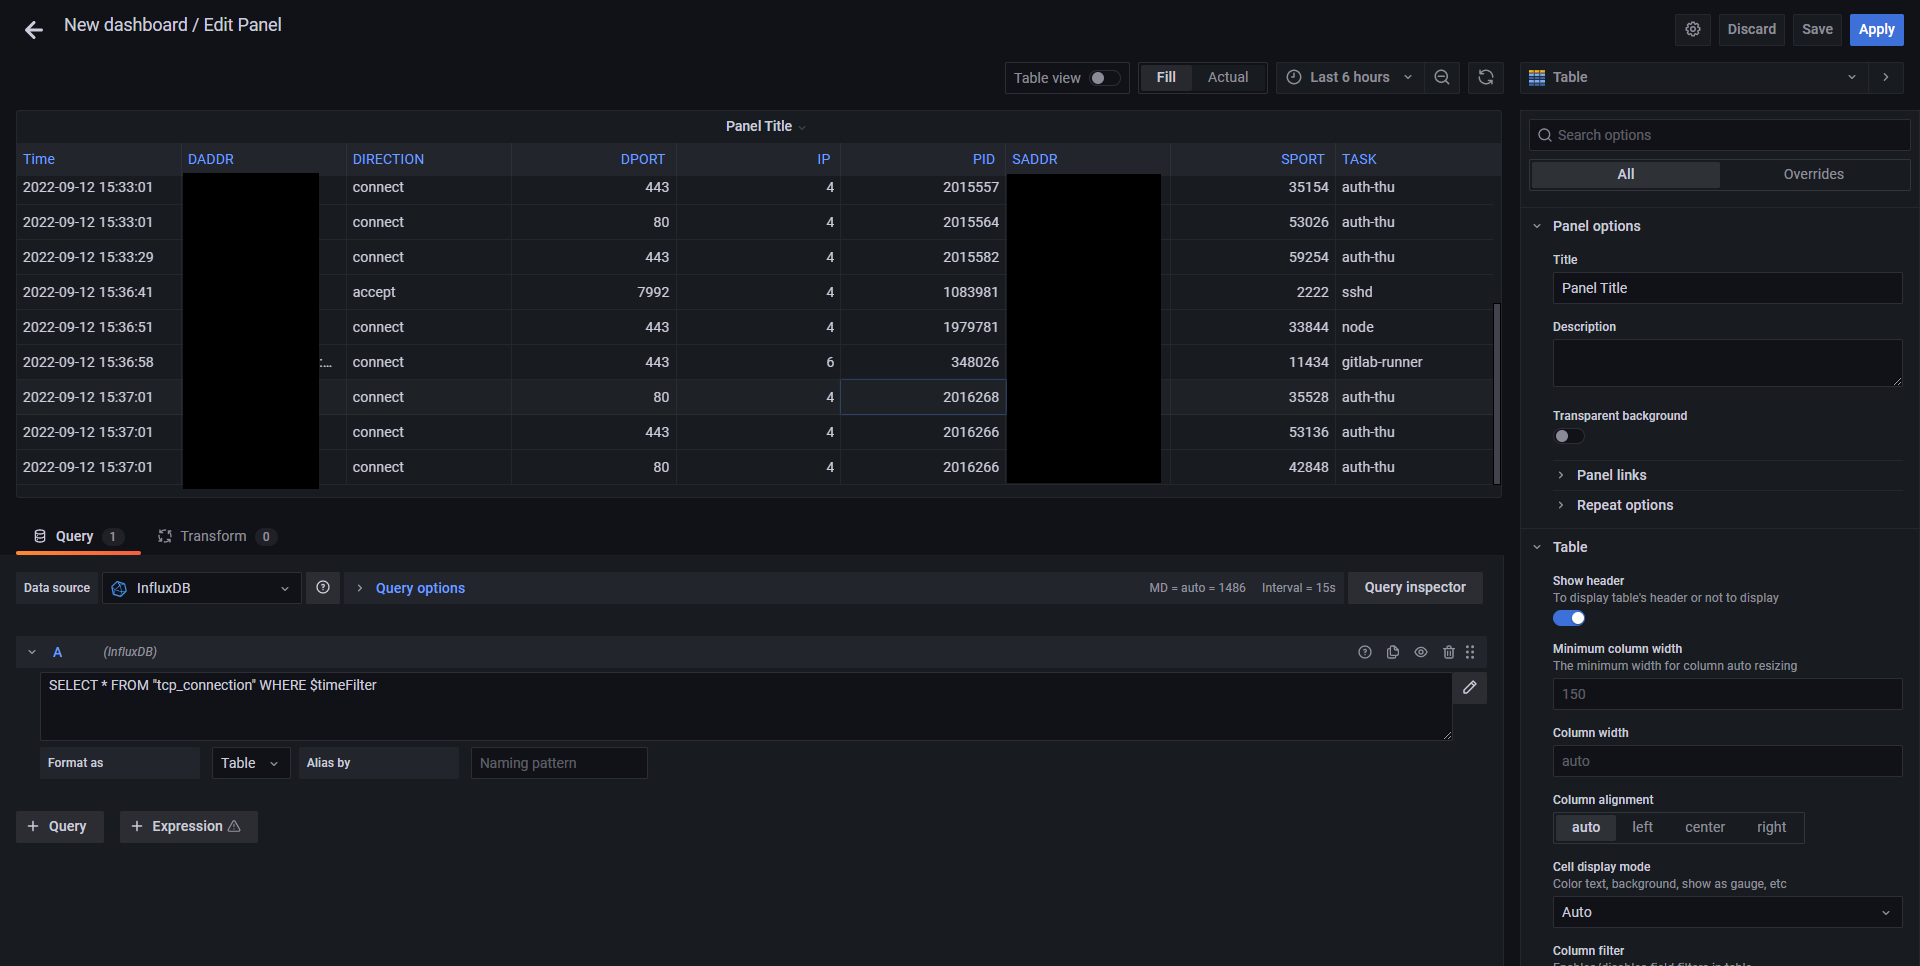 New dashboard / Edit Panel
Discard Save Apply
Table view Fill Actual Last 6 hours Table
Panel Title
Time DADDR DIRECTION DPORT IP PID SADDR SPORT TASK
2022-09-12 15:33:01 connect 443 4 2015557 35154 auth-thu
2022-09-12 15:33:01 connect 80 4 2015564 53026 auth-thu
2022-09-12 15:33:29 connect 443 4 2015582 59254 auth-thu
2022-09-12 15:36:41 accept 7992 4 1083981 2222 sshd
2022-09-12 15:36:51 connect 443 4 1979781 33844 node
2022-09-12 15:36:58 :... connect 443 6 348026 11434 gitlab-runner
2022-09-12 15:37:01 connect 80 4 2016268 35528 auth-thu
2022-09-12 15:37:01 connect 443 4 2016266 53136 auth-thu
2022-09-12 15:37:01 connect 80 4 2016266 42848 auth-thu
Query 1 Transform 0
Data source InfluxDB Query options MD = auto = 1486 Interval = 15s Query inspector
A (InfluxDB)
SELECT * FROM "tcp_connection" WHERE $timeFilter
Format as Table Alias by Naming pattern
+ Query + Expression
Search options
All Overrides
Panel options
Title
Panel Title
Description
Transparent background
Panel links
Repeat options
Table
Show header
To display table's header or not to display
Minimum column width
The minimum width for column auto resizing
150
Column width
auto
Column alignment
auto left center right
Cell display mode
Color text, background, show as gauge, etc
Auto
Column filter